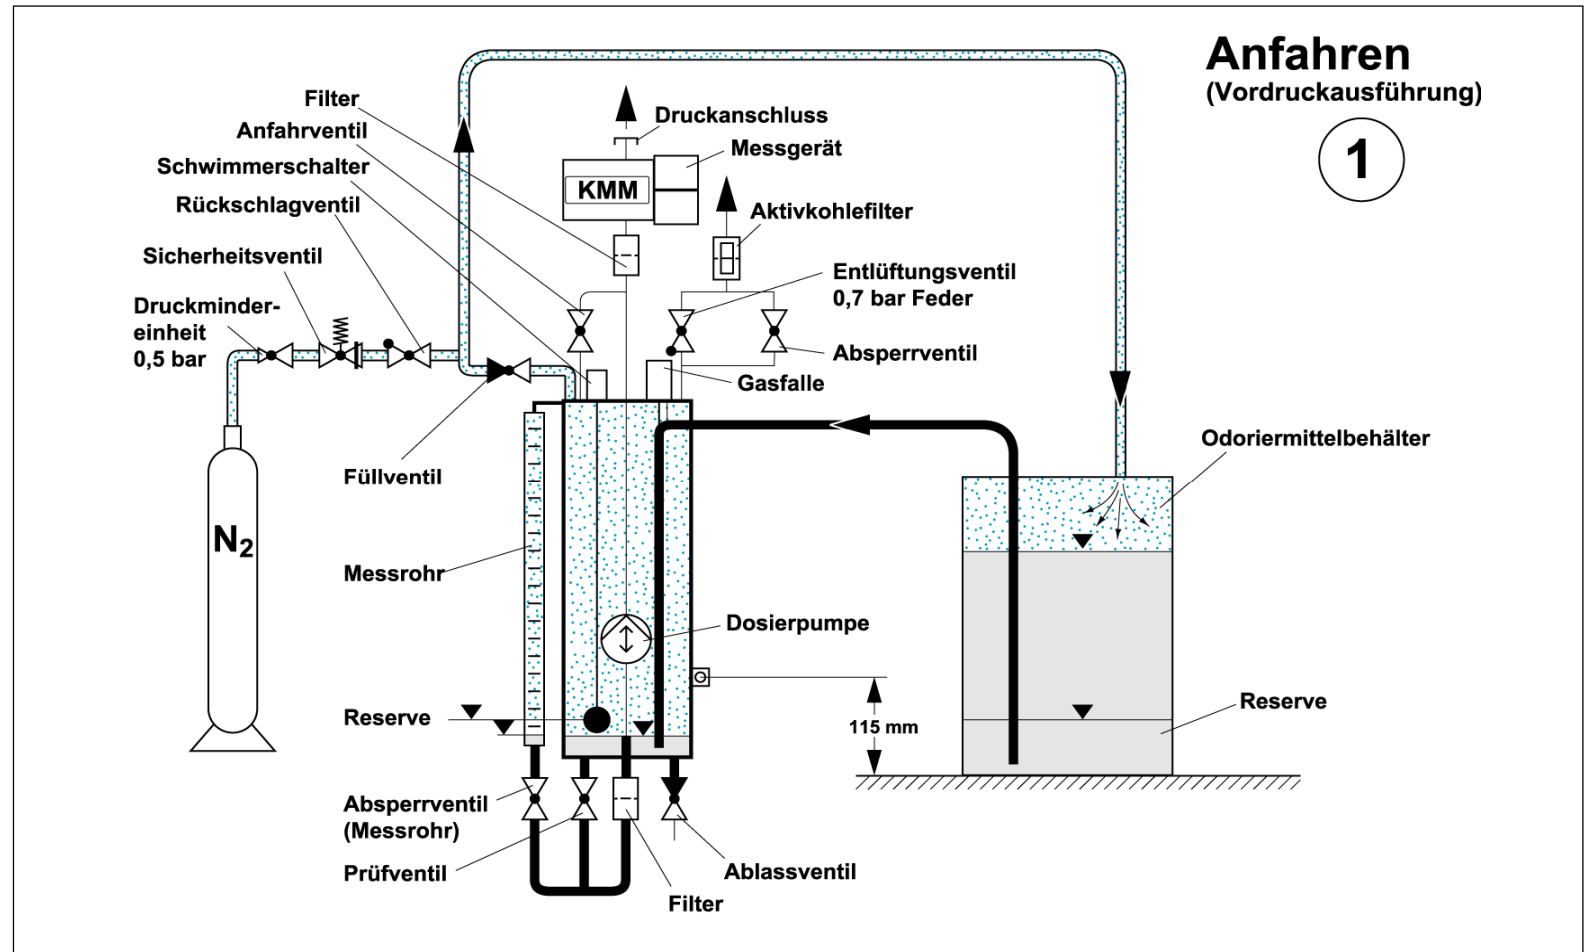 Anfahren
(Vordruckausführung)
1
Filter
Anfahrventil
Schwimmerschalter
Rückschlagventil
Sicherheitsventil
Druckminder-
einheit
0,5 bar
Druckanschluss
Messgerät
KMM
Aktivkohlefilter
Entlüftungsventil
0,7 bar Feder
Absperrventil
Gasfalle
Odoriermittelbehälter
Füllventil
N2
Messrohr
Dosierpumpe
Reserve
115 mm
Reserve
Absperrventil
(Messrohr)
Prüfventil
Ablassventil
Filter